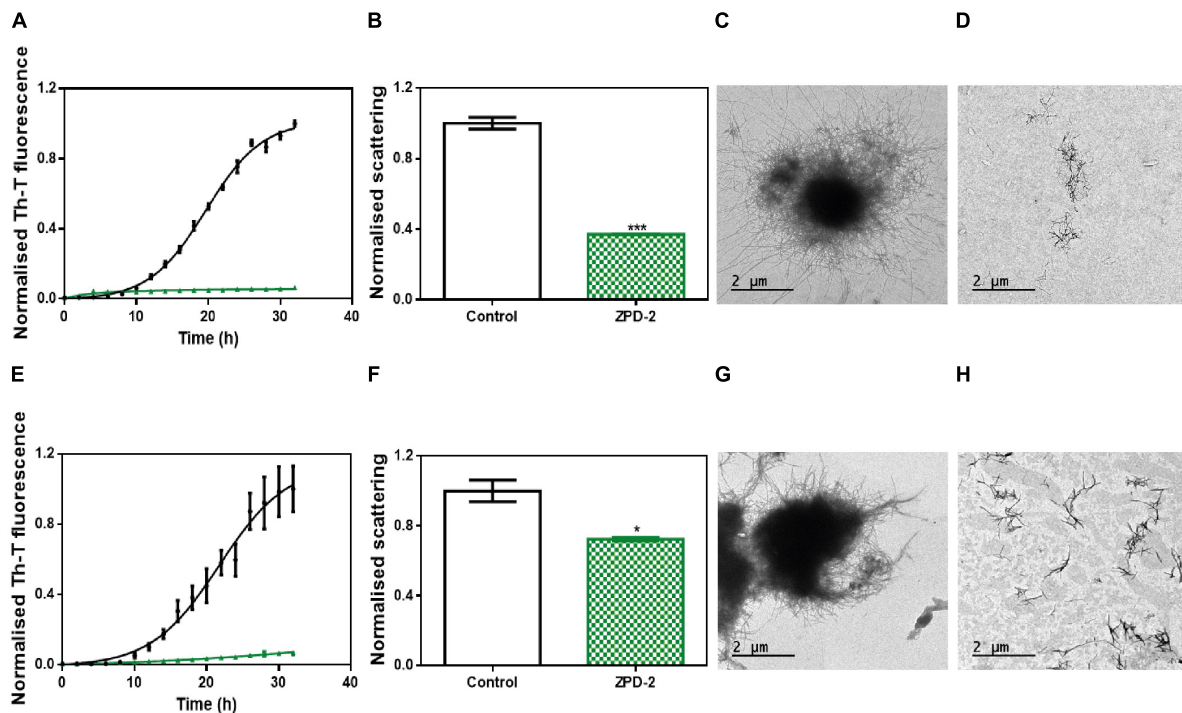 A
B
C
D
Normalised Th-T fluorescence
1.2
0.8
0.4
0.0
0
10
20
30
40
Time (h)
Normalised scattering
1.2
0.8
0.4
0.0
***
Control
ZPD-2
2 µm
2 µm
E
F
G
H
Normalised Th-T fluorescence
1.2
0.8
0.4
0.0
0
10
20
30
40
Time (h)
Normalised scattering
1.2
0.8
0.4
0.0
*
Control
ZPD-2
2 µm
2 µm